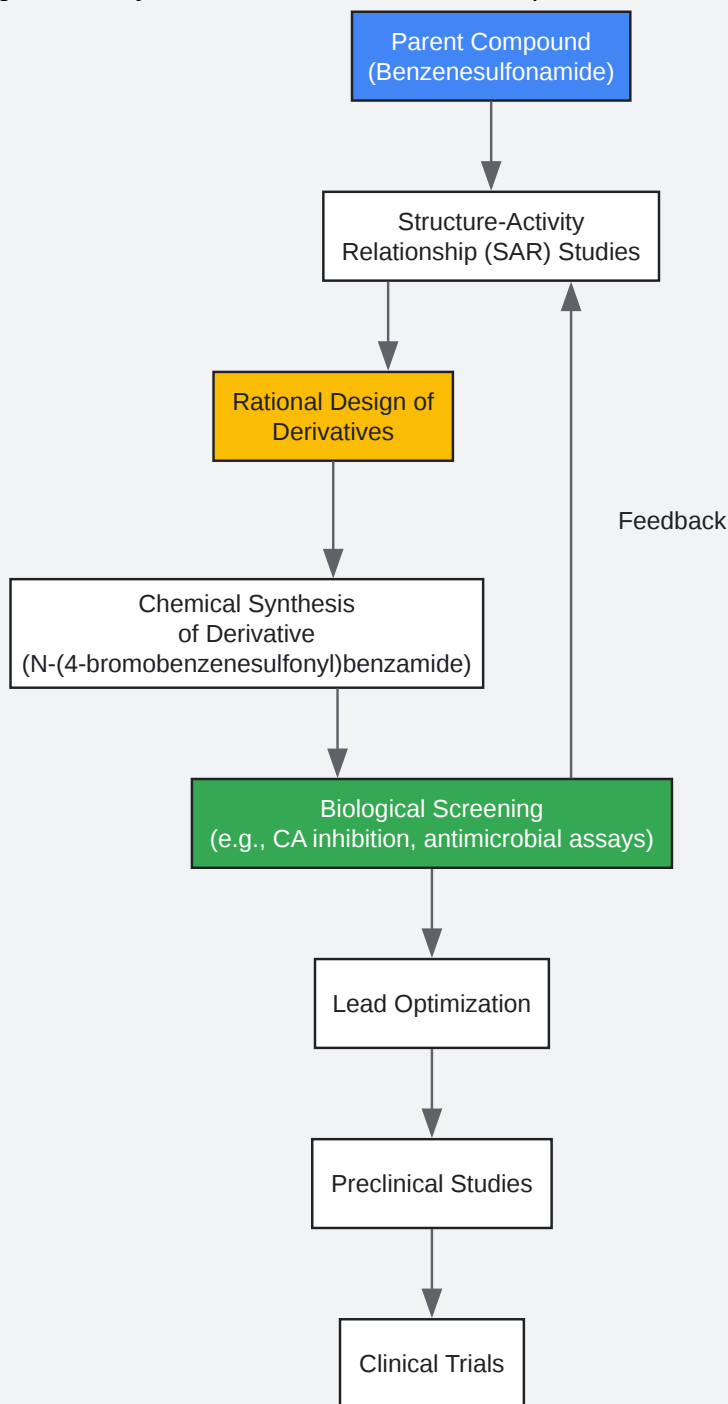 Parent Compound
(Benzenesulfonamide)
Structure-Activity
Relationship (SAR) Studies
Rational Design of
Derivatives
Feedback
Chemical Synthesis
of Derivative
(N-(4-bromobenzenesulfonyl)benzamide)
Biological Screening
(e.g., CA inhibition, antimicrobial assays)
Lead Optimization
Preclinical Studies
Clinical Trials